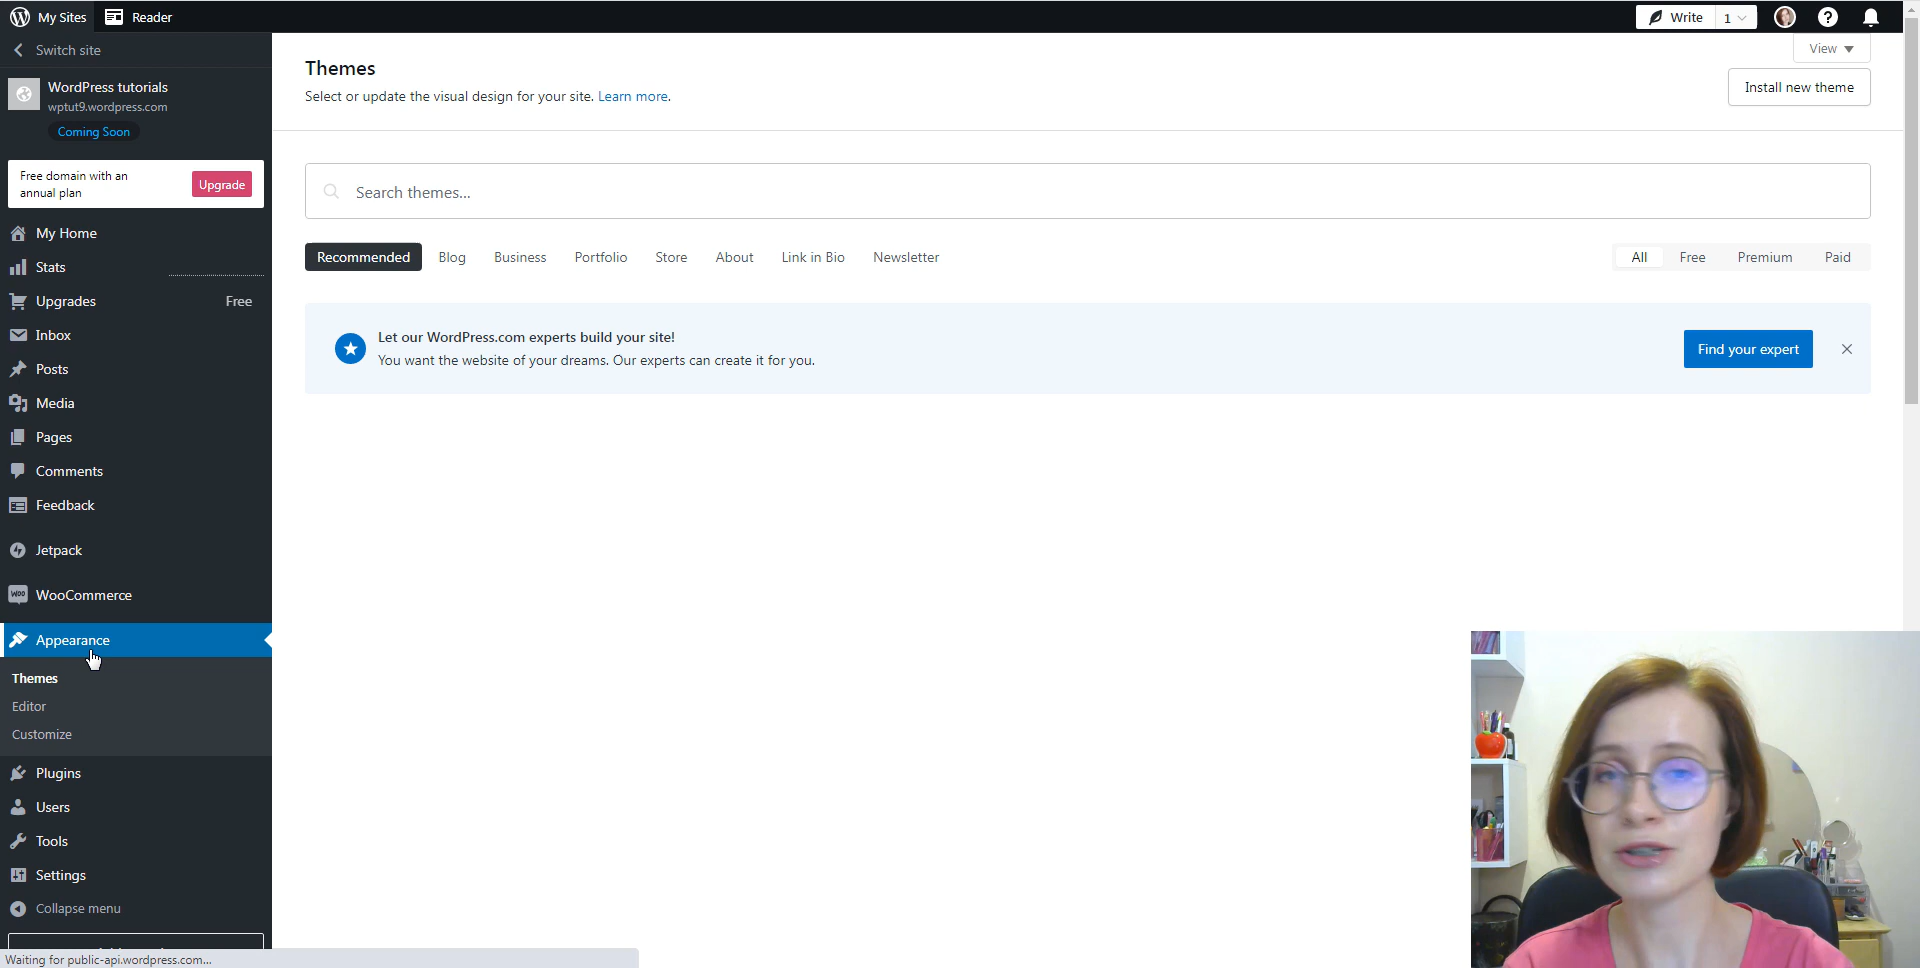 My Sites
Reader
Write
1
Switch site
WordPress tutorials
wptut9.wordpress.com
Coming Soon
Free domain with an
annual plan
Upgrade
My Home
Stats
Upgrades
Free
Inbox
Posts
Media
Pages
Comments
Feedback
Jetpack
WooCommerce
Appearance
Themes
Editor
Customize
Plugins
Users
Tools
Settings
Collapse menu
Waiting for public-api.wordpress.com...
View
Themes
Select or update the visual design for your site. Learn more.
Install new theme
Search themes...
Recommended
Blog
Business
Portfolio
Store
About
Link in Bio
Newsletter
All
Free
Premium
Paid
Let our WordPress.com experts build your site!
You want the website of your dreams. Our experts can create it for you.
Find your expert